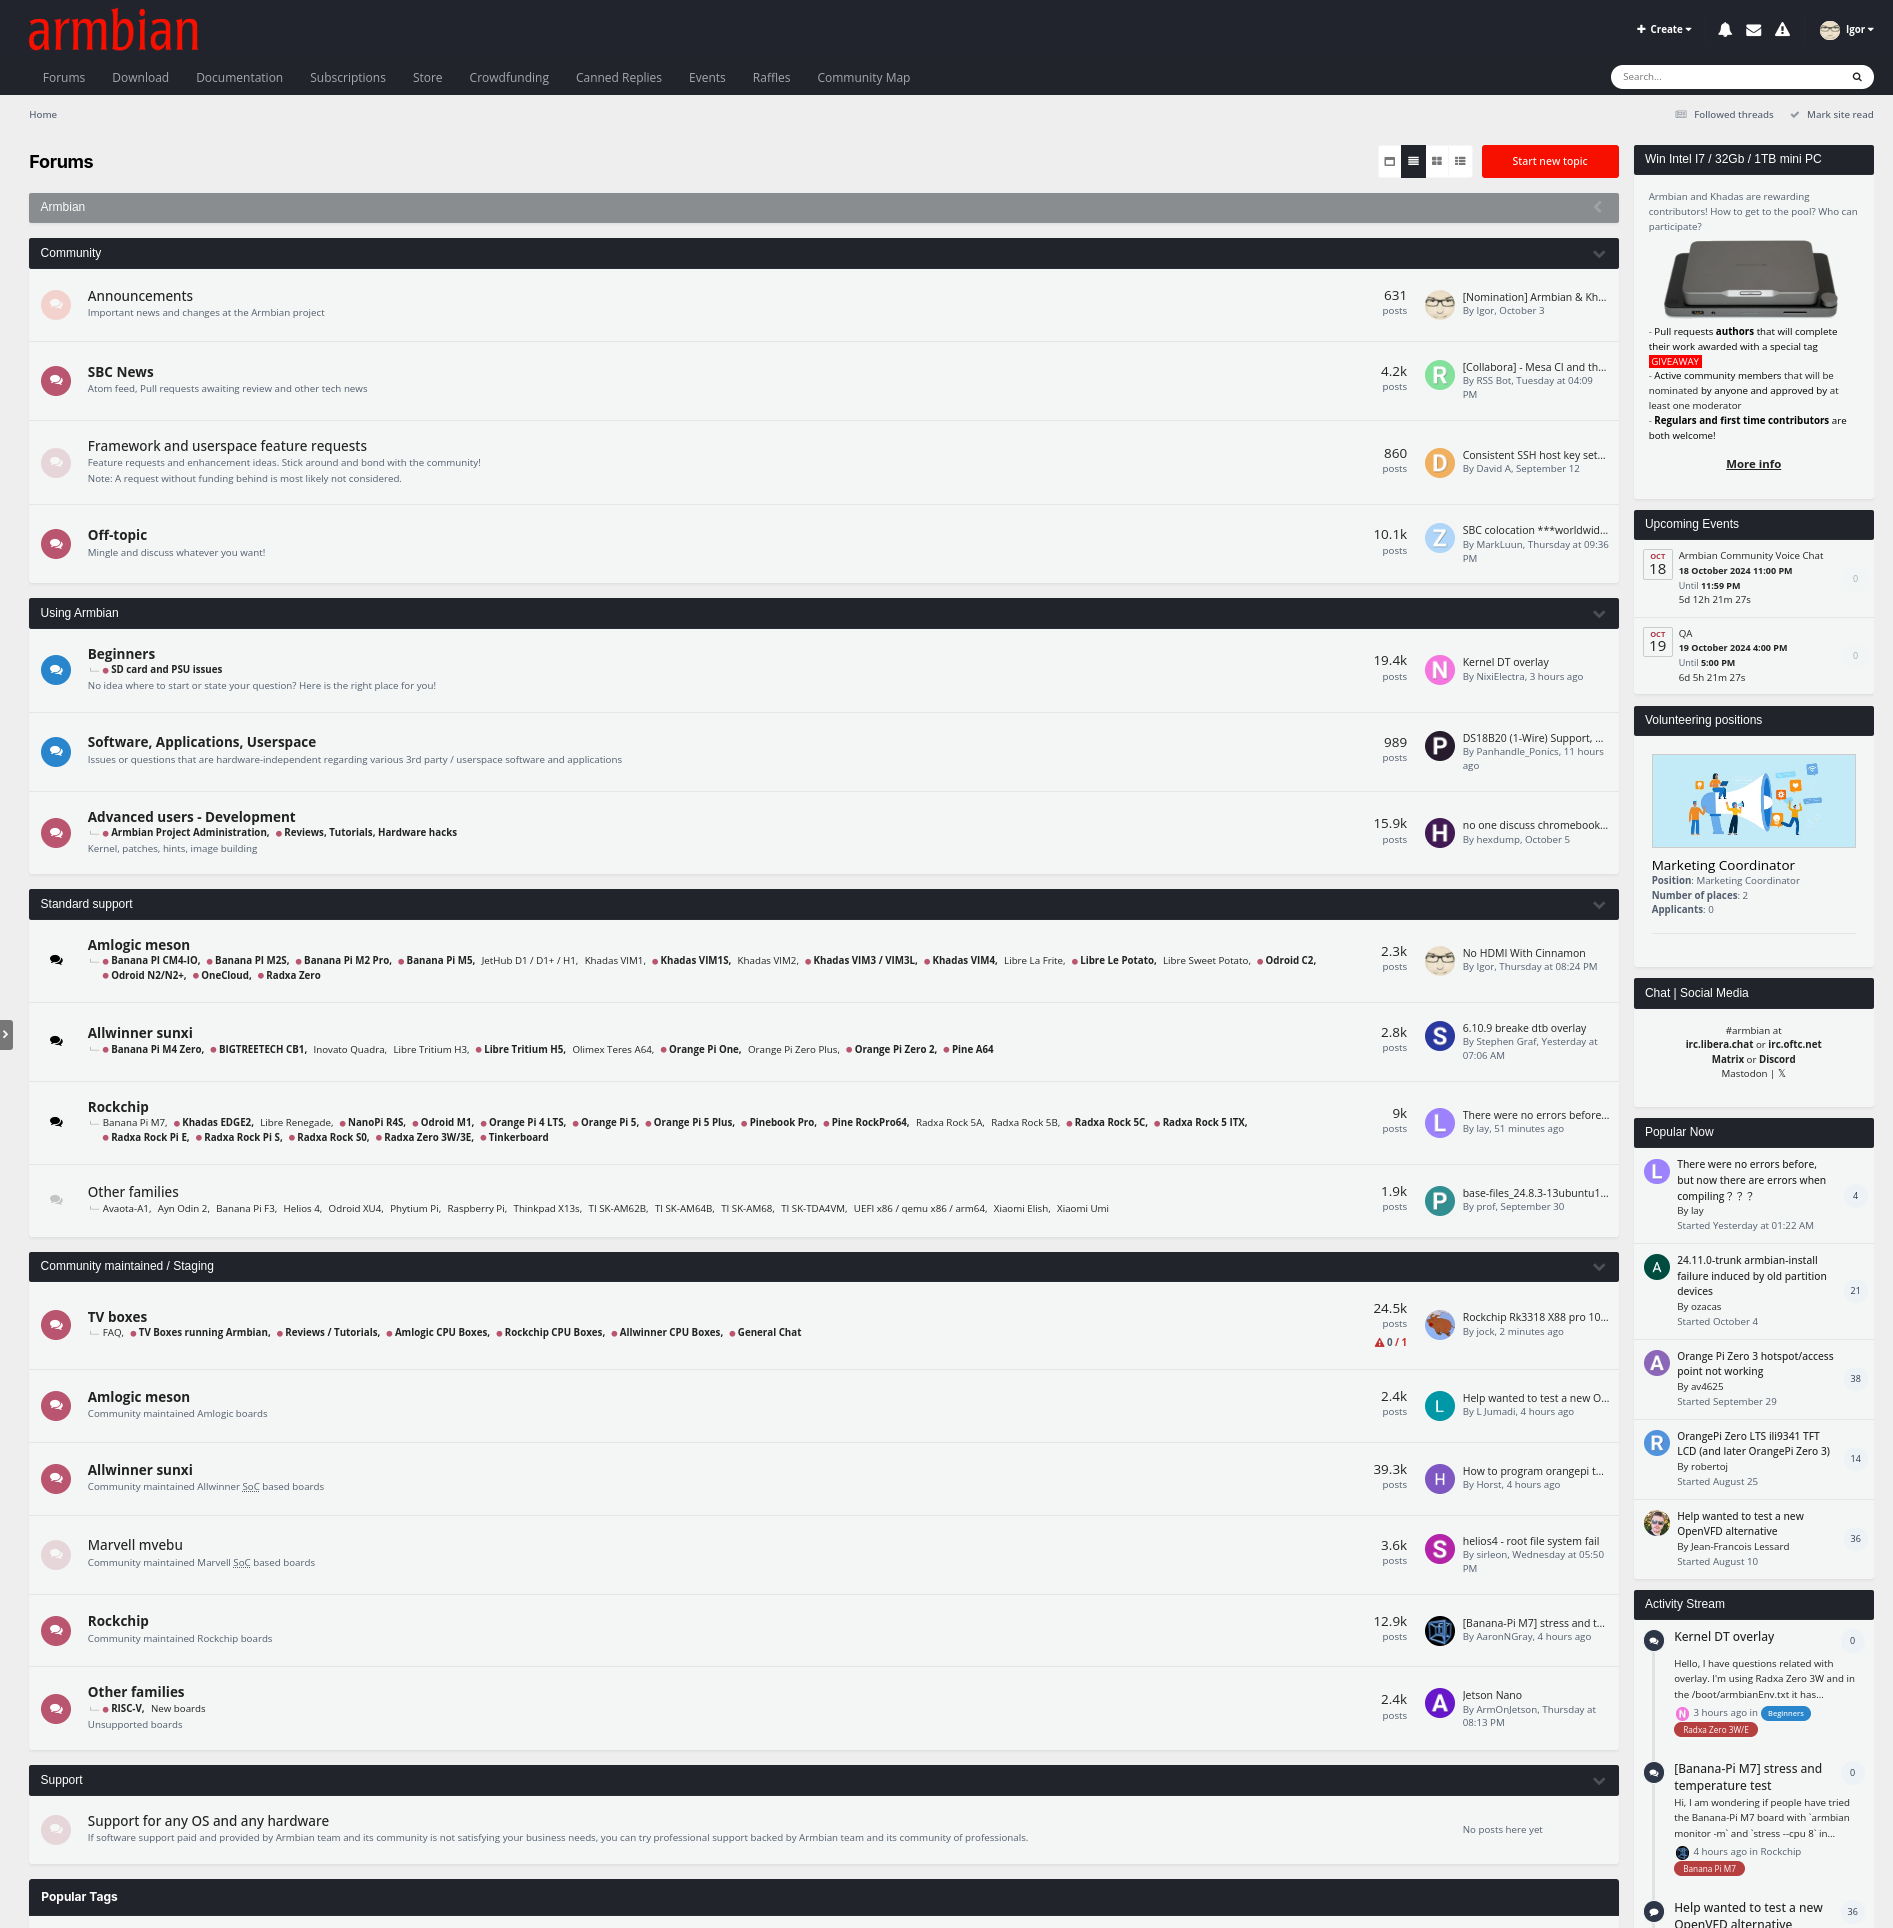 armbian
Create
Igor
Forums Download Documentation Subscriptions Store Crowdfunding Canned Replies Events Raffles Community Map
Search...
Home
Followed threads Mark site read
Forums
Start new topic
Armbian
Community
Announcements
Important news and changes at the Armbian project
631
posts
[Nomination] Armbian & Kh...
By Igor, October 3
SBC News
Atom feed, Pull requests awaiting review and other tech news
4.2k
posts
R
[Collabora] - Mesa CI and th...
By RSS Bot, Tuesday at 04:09
PM
Framework and userspace feature requests
Feature requests and enhancement ideas. Stick around and bond with the community!
Note: A request without funding behind is most likely not considered.
860
posts
D
Consistent SSH host key set...
By David A, September 12
Off-topic
Mingle and discuss whatever you want!
10.1k
posts
Z
SBC colocation ***worldwid...
By MarkLuun, Thursday at 09:36
PM
Using Armbian
Beginners
SD card and PSU issues
No idea where to start or state your question? Here is the right place for you!
19.4k
posts
N
Kernel DT overlay
By NixiElectra, 3 hours ago
Software, Applications, Userspace
Issues or questions that are hardware-independent regarding various 3rd party / userspace software and applications
989
posts
P
DS18B20 (1-Wire) Support, ...
By Panhandle_Ponics, 11 hours
ago
Advanced users - Development
Armbian Project Administration, Reviews, Tutorials, Hardware hacks
Kernel, patches, hints, image building
15.9k
posts
H
no one discuss chromebook...
By hexdump, October 5
Standard support
Amlogic meson
Banana PI CM4-IO, Banana PI M2S, Banana Pi M2 Pro, Banana Pi M5, JetHub D1 / D1+ / H1, Khadas VIM1, Khadas VIM1S, Khadas VIM2, Khadas VIM3 / VIM3L, Khadas VIM4, Libre La Frite, Libre Le Potato, Libre Sweet Potato, Odroid C2,
Odroid N2/N2+, OneCloud, Radxa Zero
2.3k
posts
No HDMI With Cinnamon
By Igor, Thursday at 08:24 PM
Allwinner sunxi
Banana Pi M4 Zero, BIGTREETECH CB1, Inovato Quadra, Libre Tritium H3, Libre Tritium H5, Olimex Teres A64, Orange Pi One, Orange Pi Zero Plus, Orange Pi Zero 2, Pine A64
2.8k
posts
S
6.10.9 breake dtb overlay
By Stephen Graf, Yesterday at
07:06 AM
Rockchip
Banana Pi M7, Khadas EDGE2, Libre Renegade, NanoPi R4S, Odroid M1, Orange Pi 4 LTS, Orange Pi 5, Orange Pi 5 Plus, Pinebook Pro, Pine RockPro64, Radxa Rock 5A, Radxa Rock 5B, Radxa Rock 5C, Radxa Rock 5 ITX,
Radxa Rock Pi E, Radxa Rock Pi S, Radxa Rock S0, Radxa Zero 3W/3E, Tinkerboard
9k
posts
L
There were no errors before...
By lay, 51 minutes ago
Other families
Avaota-A1, Ayn Odin 2, Banana Pi F3, Helios 4, Odroid XU4, Phytium Pi, Raspberry Pi, Thinkpad X13s, TI SK-AM62B, TI SK-AM64B, TI SK-AM68, TI SK-TDA4VM, UEFI x86 / qemu x86 / arm64, Xiaomi Elish, Xiaomi Umi
1.9k
posts
P
base-files_24.8.3-13ubuntu1...
By prof, September 30
Community maintained / Staging
TV boxes
FAQ, TV Boxes running Armbian, Reviews / Tutorials, Amlogic CPU Boxes, Rockchip CPU Boxes, Allwinner CPU Boxes, General Chat
24.5k
posts
0 / 1
Rockchip Rk3318 X88 pro 10...
By jock, 2 minutes ago
Amlogic meson
Community maintained Amlogic boards
2.4k
posts
L
Help wanted to test a new O...
By L Jumadi, 4 hours ago
Allwinner sunxi
Community maintained Allwinner SoC based boards
39.3k
posts
H
How to program orangepi t...
By Horst, 4 hours ago
Marvell mvebu
Community maintained Marvell SoC based boards
3.6k
posts
S
helios4 - root file system fail
By sirleon, Wednesday at 05:50
PM
Rockchip
Community maintained Rockchip boards
12.9k
posts
[Banana-Pi M7] stress and t...
By AaronNGray, 4 hours ago
Other families
RISC-V, New boards
Unsupported boards
2.4k
posts
A
Jetson Nano
By ArmOnJetson, Thursday at
08:13 PM
Support
Support for any OS and any hardware
If software support paid and provided by Armbian team and its community is not satisfying your business needs, you can try professional support backed by Armbian team and its community of professionals.
No posts here yet
Popular Tags
Win Intel I7 / 32Gb / 1TB mini PC
Armbian and Khadas are rewarding
contributors! How to get to the pool? Who can
participate?
- Pull requests authors that will complete
their work awarded with a special tag
GIVEAWAY
- Active community members that will be
nominated by anyone and approved by at
least one moderator
- Regulars and first time contributors are
both welcome!
More info
Upcoming Events
OCT
18
Armbian Community Voice Chat
18 October 2024 11:00 PM
Until 11:59 PM
5d 12h 21m 27s
0
OCT
19
QA
19 October 2024 4:00 PM
Until 5:00 PM
6d 5h 21m 27s
0
Volunteering positions
Marketing Coordinator
Position: Marketing Coordinator
Number of places: 2
Applicants: 0
Chat | Social Media
#armbian at
irc.libera.chat or irc.oftc.net
Matrix or Discord
Mastodon | 𝕏
Popular Now
L
There were no errors before,
but now there are errors when
compiling？？？
By lay
Started Yesterday at 01:22 AM
4
A
24.11.0-trunk armbian-install
failure induced by old partition
devices
By ozacas
Started October 4
21
A
Orange Pi Zero 3 hotspot/access
point not working
By av4625
Started September 29
38
R
OrangePi Zero LTS ili9341 TFT
LCD (and later OrangePi Zero 3)
By robertoj
Started August 25
14
Help wanted to test a new
OpenVFD alternative
By Jean-Francois Lessard
Started August 10
36
Activity Stream
Kernel DT overlay
0
Hello, I have questions related with
overlay. I'm using Radxa Zero 3W and in
the /boot/armbianEnv.txt it has...
N 3 hours ago in Beginners
Radxa Zero 3W/E
[Banana-Pi M7] stress and
temperature test
0
Hi, I am wondering if people have tried
the Banana-Pi M7 board with `armbian
monitor -m` and `stress --cpu 8` in...
4 hours ago in Rockchip
Banana Pi M7
Help wanted to test a new
OpenVFD alternative
36